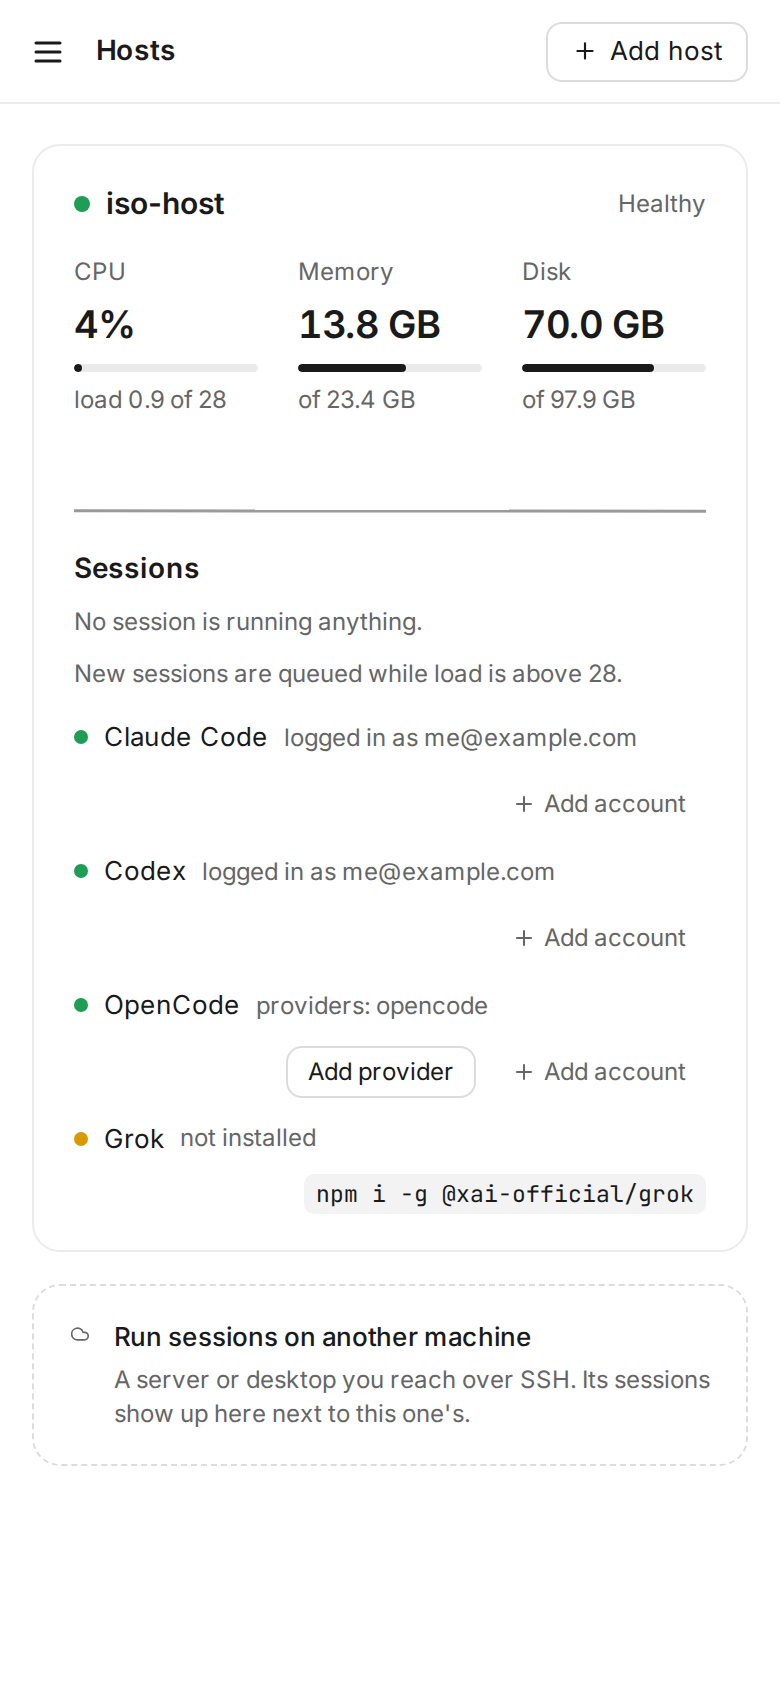 Hosts
+ Add host
iso-host
Healthy
CPU
Memory
Disk
4%
13.8 GB
70.0 GB
load 0.9 of 28
of 23.4 GB
of 97.9 GB
Sessions
No session is running anything.
New sessions are queued while load is above 28.
Claude Code logged in as me@example.com
+ Add account
Codex logged in as me@example.com
+ Add account
OpenCode providers: opencode
Add provider
+ Add account
Grok not installed
npm i -g @xai-official/grok
Run sessions on another machine
A server or desktop you reach over SSH. Its sessions
show up here next to this one's.